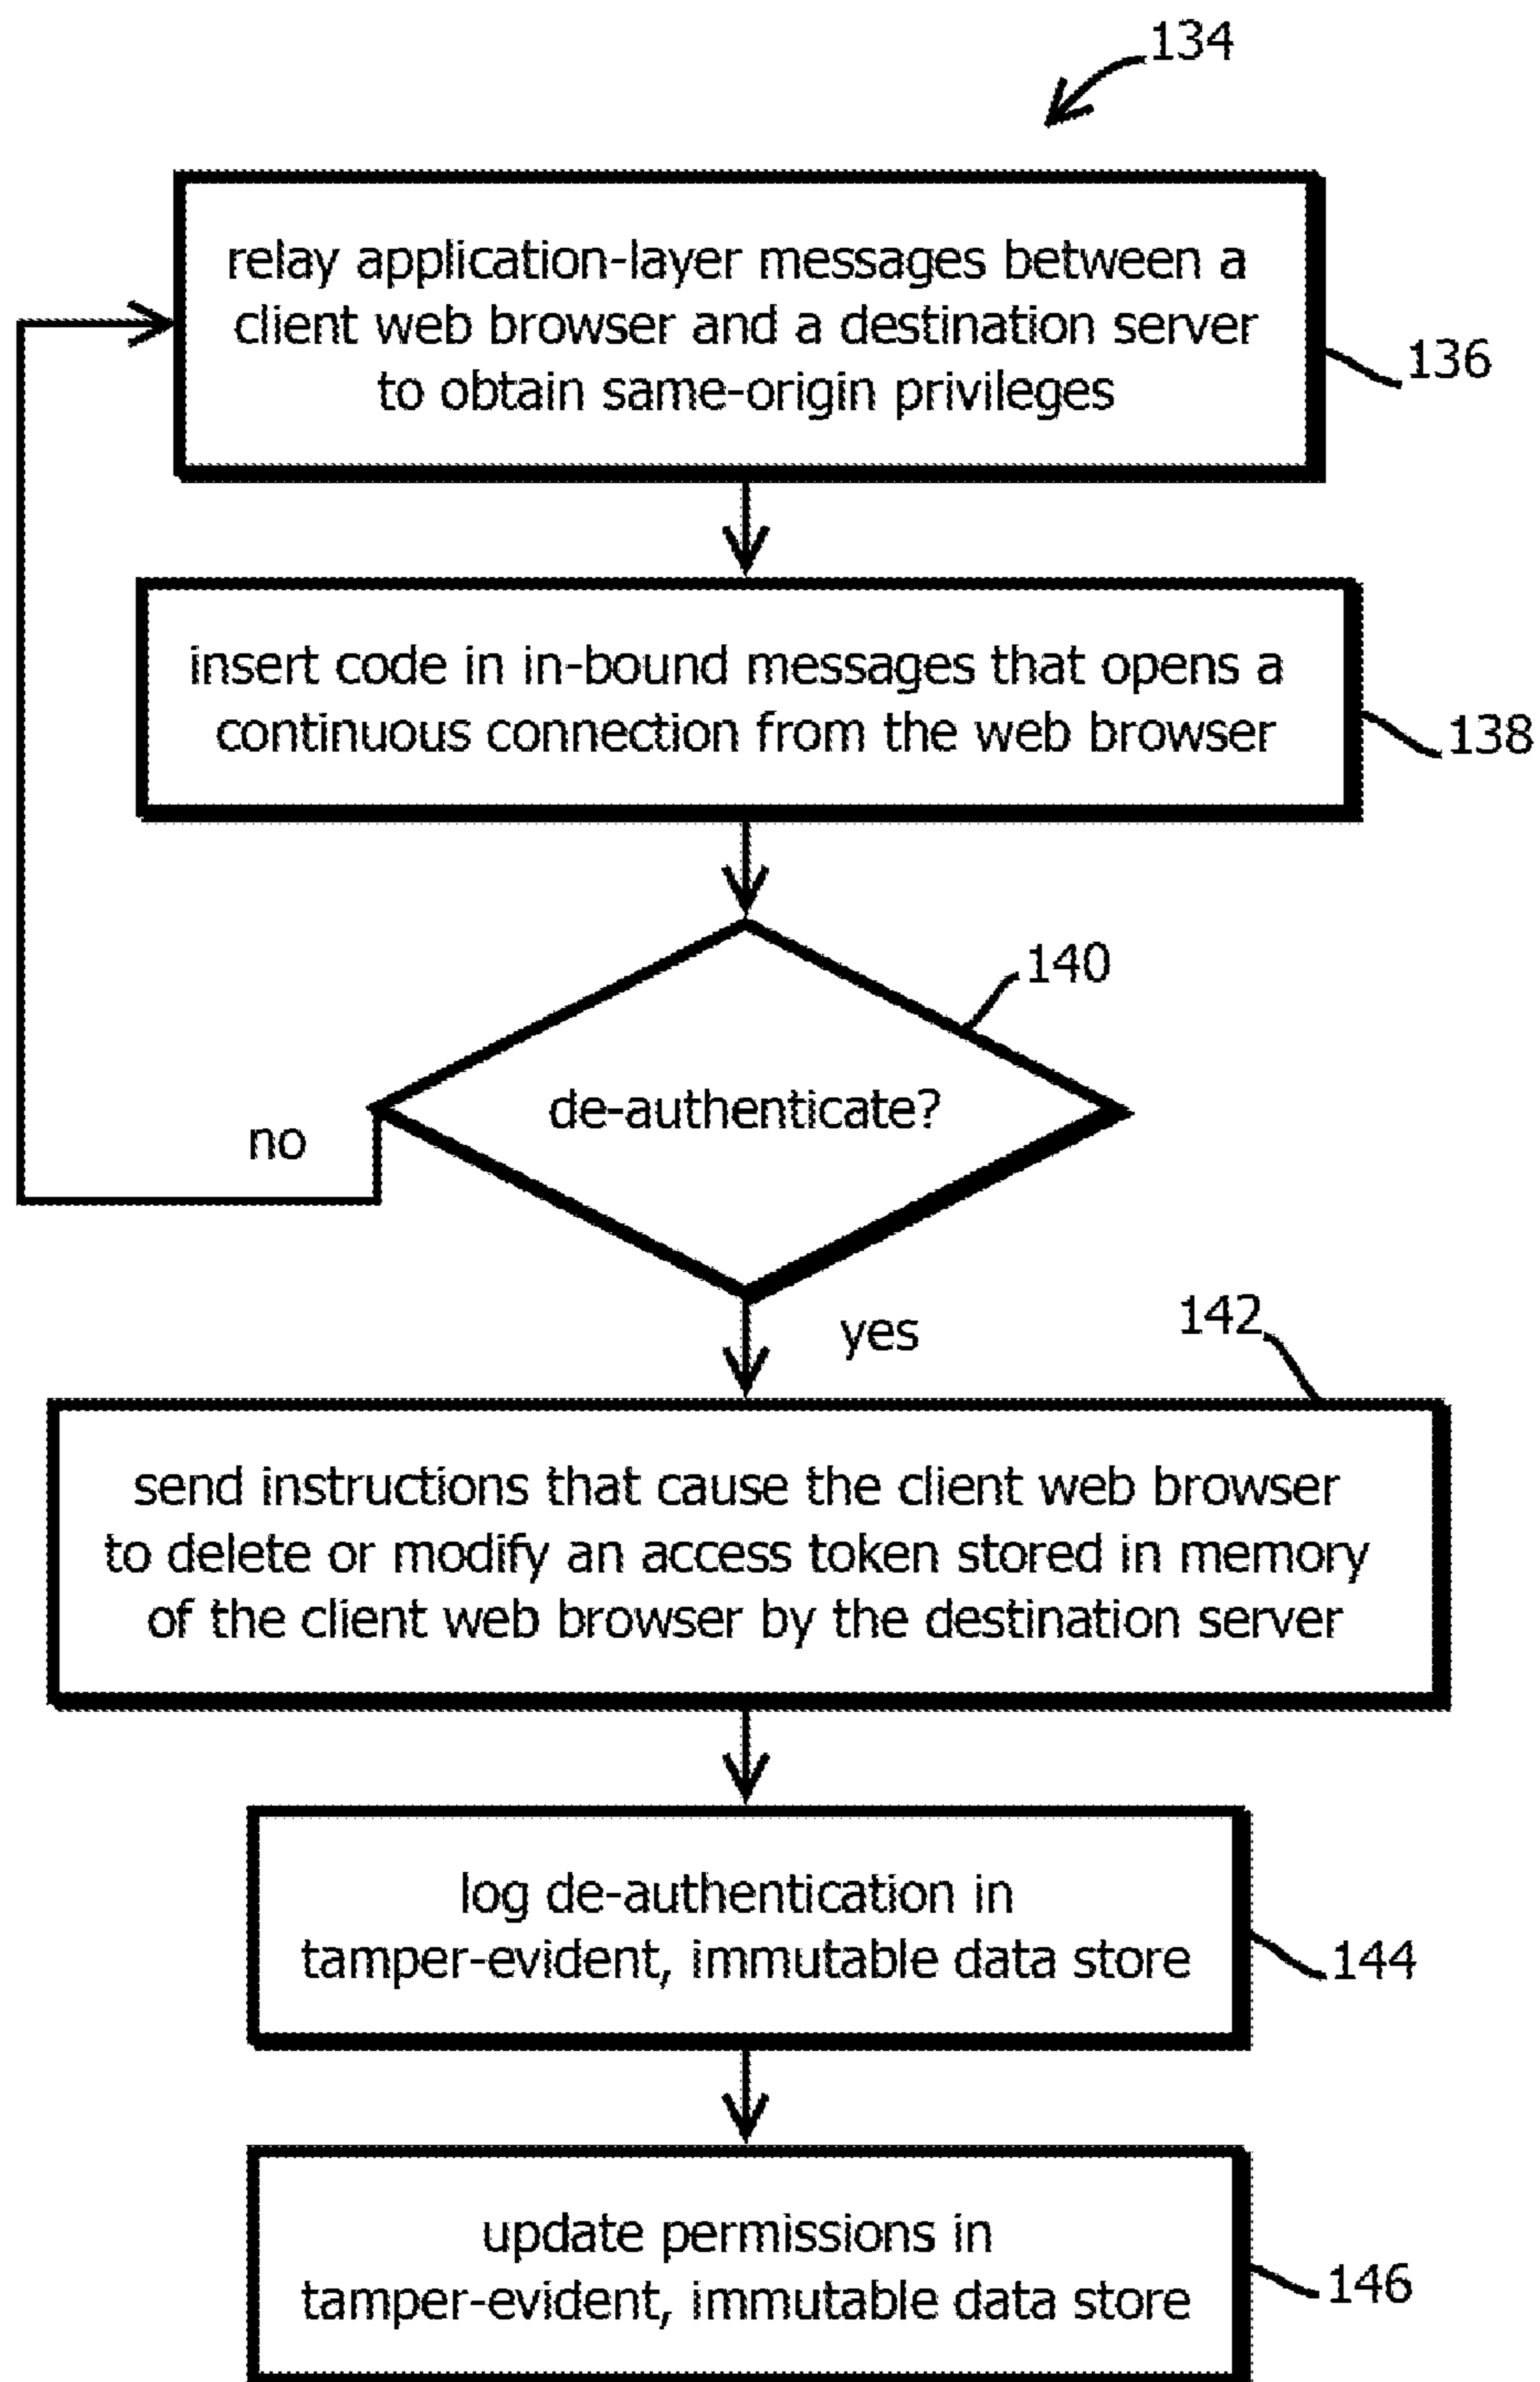 134
relay application-layer messages between a
client web browser and a destination server
to obtain same-origin privileges
136
insert code in in-bound messages that opens a
continuous connection from the web browser
138
140
de-authenticate?
no
yes
142
send instructions that cause the client web browser
to delete or modify an access token stored in memory
of the client web browser by the destination server
log de-authentication in
tamper-evident, immutable data store
144
update permissions in
tamper-evident, immutable data store
146